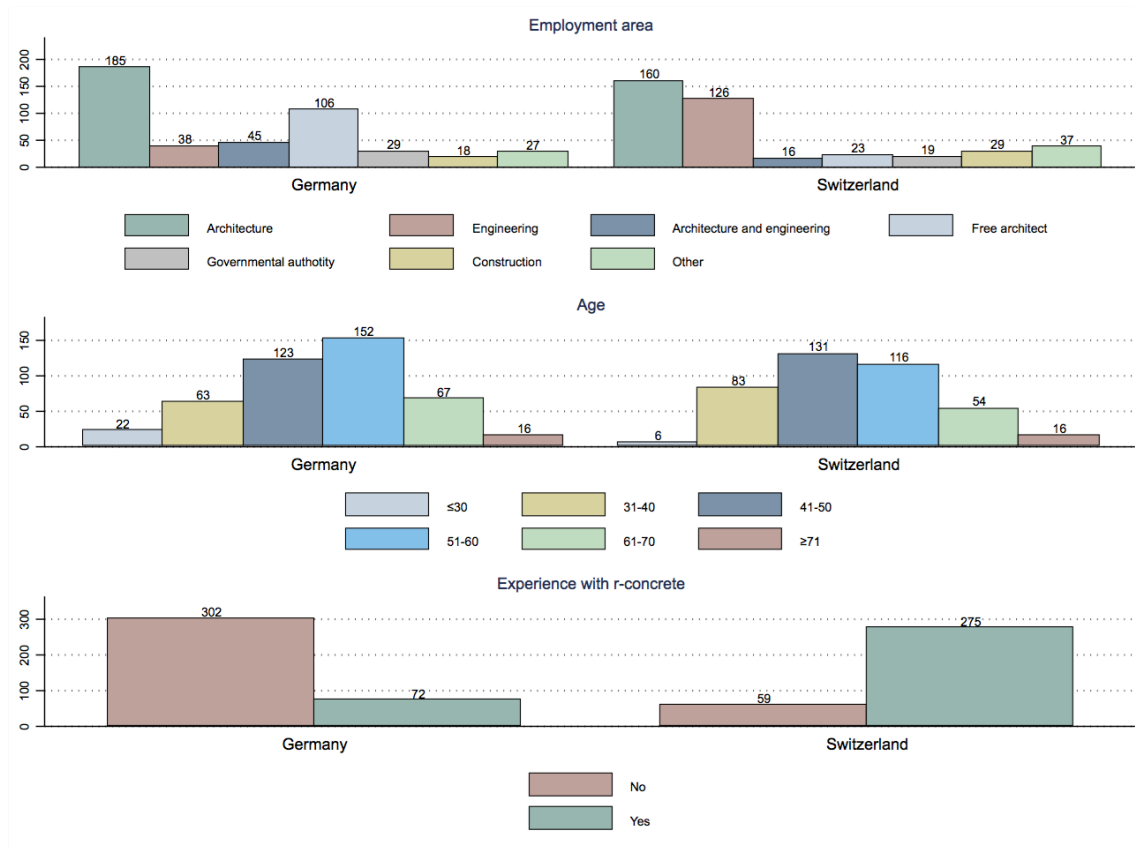 Employment area
200
150
100
50
0
185 38 45 106 29 18 27 160 126 16 23 19 29 37
Germany Switzerland
Architecture Engineering Architecture and engineering Free architect
Governmental authotity Construction Other
Age
150
100
50
0
22 63 123 152 67 16 6 83 131 116 54 16
Germany Switzerland
≤30 31-40 41-50
51-60 61-70 ≥71
Experience with r-concrete
300
200
100
0
302 72 59 275
Germany Switzerland
No
Yes